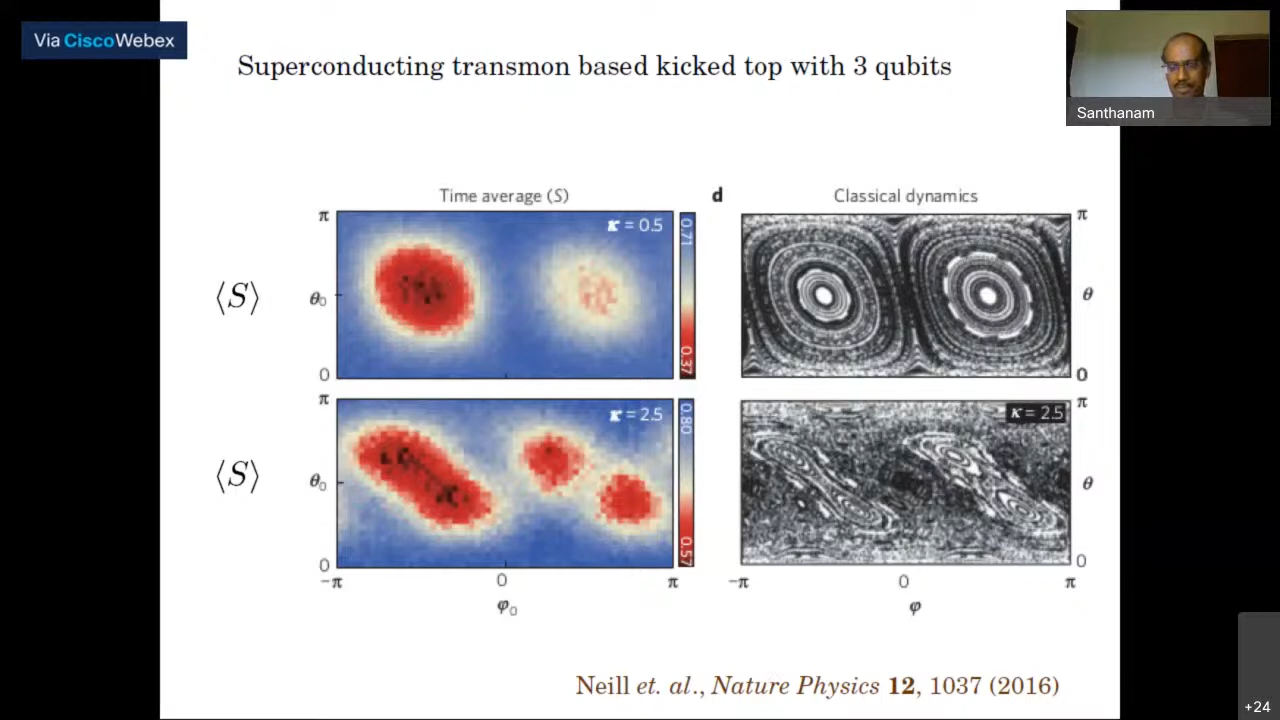 Via CiscoWebex
Superconducting transmon based kicked top with 3 qubits
Santhanam
Time average ⟨S⟩
d
Classical dynamics
π
κ = 0.5
0.71
π
⟨S⟩
θ₀
θ
0
0.37
0
π
κ = 2.5
0.80
κ = 2.5
π
⟨S⟩
θ₀
θ
0
0.57
0
−π
0
π
−π
0
π
φ₀
φ
Neill et. al., Nature Physics 12, 1037 (2016)
+24